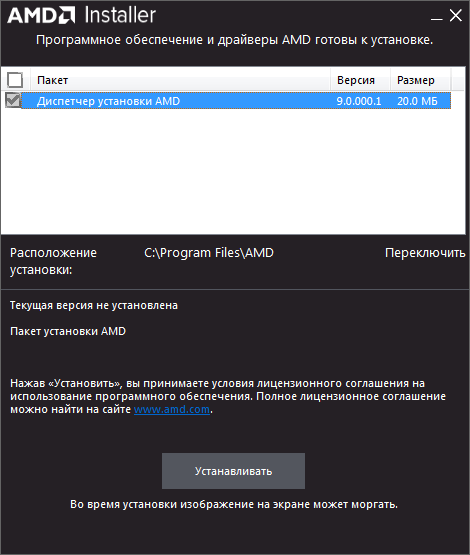 AMD Installer
Программное обеспечение и драйверы AMD готовы к установке.
Пакет Версия Размер
Диспетчер установки AMD 9.0.000.1 20.0 МБ
Расположение установки: C:\Program Files\AMD Переключить
Текущая версия не установлена
Пакет установки AMD
Нажав «Установить», вы принимаете условия лицензионного соглашения на
использование программного обеспечения. Полное лицензионное соглашение
можно найти на сайте www.amd.com.
Устанавливать
Во время установки изображение на экране может моргать.